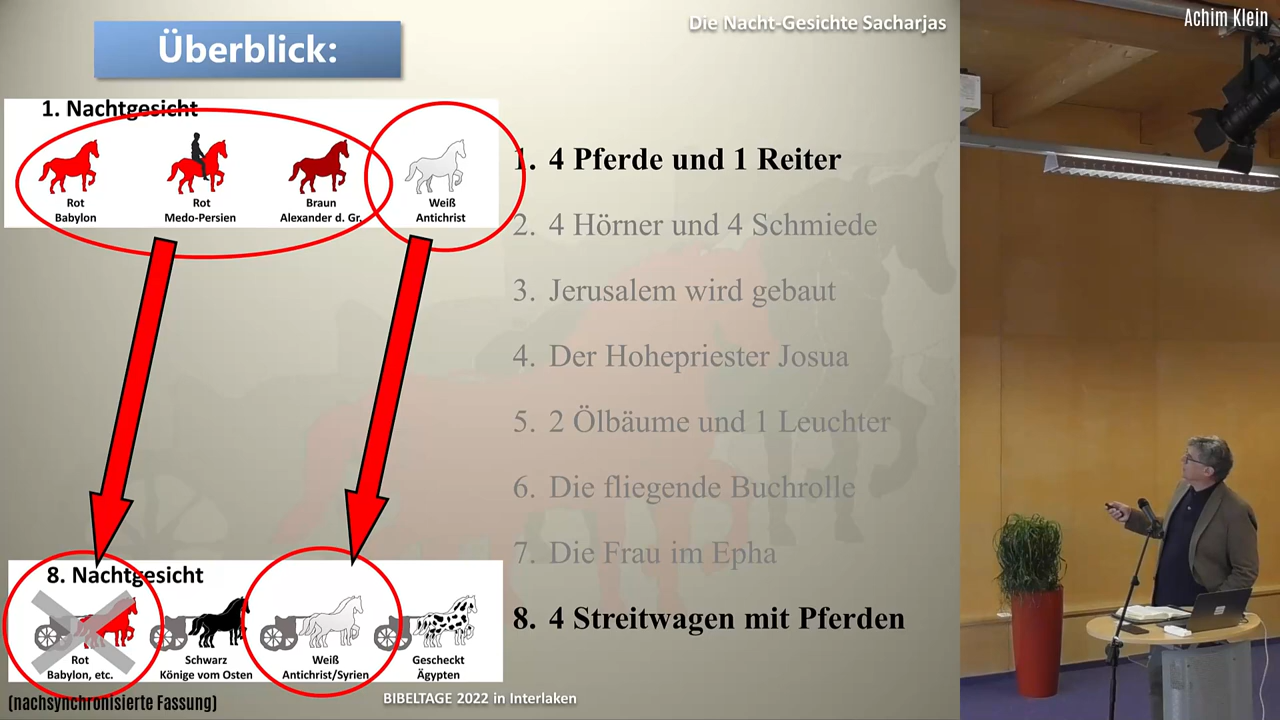 Die Nacht-Gesichte Sacharjas
Achim Klein
Überblick:
1. Nachtgesicht
Rot
Babylon
Rot
Medo-Persien
Braun
Alexander d. Gr.
Weiß
Antichrist
1. 4 Pferde und 1 Reiter
2. 4 Hörner und 4 Schmiede
3. Jerusalem wird gebaut
4. Der Hohepriester Josua
5. 2 Ölbäume und 1 Leuchter
6. Die fliegende Buchrolle
7. Die Frau im Epha
8. 4 Streitwagen mit Pferden
8. Nachtgesicht
Rot
Babylon, etc.
Schwarz
Könige vom Osten
Weiß
Antichrist/Syrien
Gescheckt
Ägypten
(nachsynchronisierte Fassung)
BIBELTAGE 2022 in Interlaken